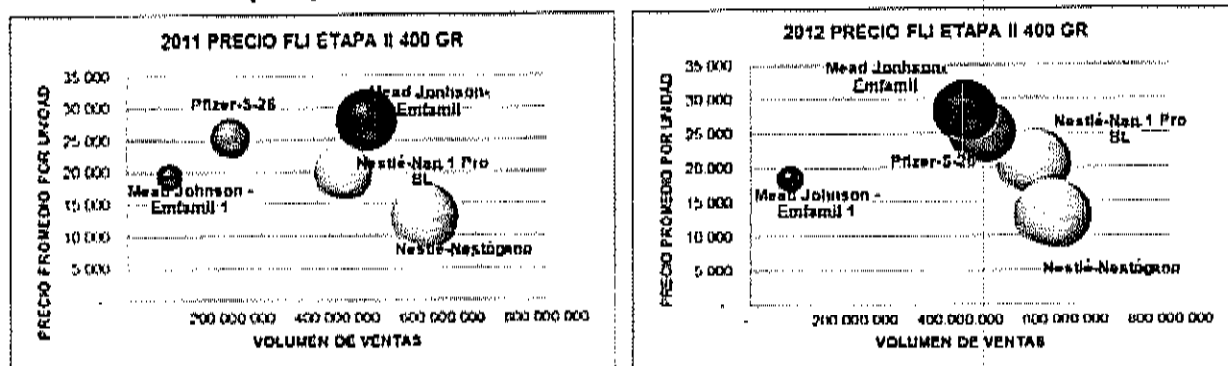 2011 PRECIO FLI ETAPA II 400 GR
PRECIO PROMEDIO POR UNIDAD
35 000
30 000
25 000
20 000
15 000
10 000
5 000
-
Mead Jonhson-
Emfamil
Pfizer-S-26
Nestlé-Nan 1 Pro
BL
Mead Johnson -
Emfamil 1
Nestlé-Nestógeno
200 000 000
400 000 000
600 000 000
800 000 000
VOLUMEN DE VENTAS
2012 PRECIO FLI ETAPA II 400 GR
PRECIO PROMEDIO POR UNIDAD
35 000
30 000
25 000
20 000
15 000
10 000
5 000
-
Mead Jonhson-
Emfamil
Nestlé-Nan 1 Pro
BL
Pfizer-S-26
Mead Johnson -
Emfamil 1
Nestlé-Nestógeno
-
200 000 000
400 000 000
600 000 000
800 000 000
VOLUMEN DE VENTAS